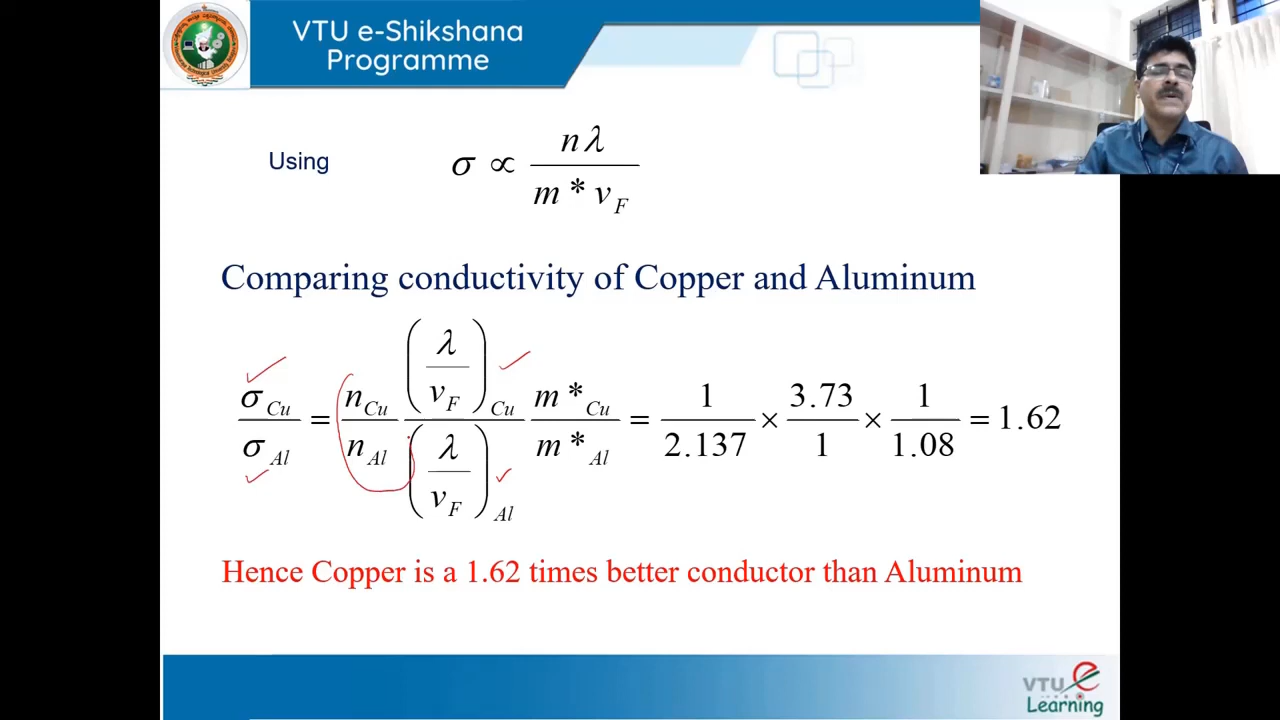 VTU e-Shikshana
Programme
Using
σ ∝ nλ / m * v_F
Comparing conductivity of Copper and Aluminum
σ_Cu / σ_Al = n_Cu / n_Al (λ / v_F)_Cu / (λ / v_F)_Al m*_Cu / m*_Al = 1 / 2.137 × 3.73 / 1 × 1 / 1.08 = 1.62
Hence Copper is a 1.62 times better conductor than Aluminum
VTU e
Learning